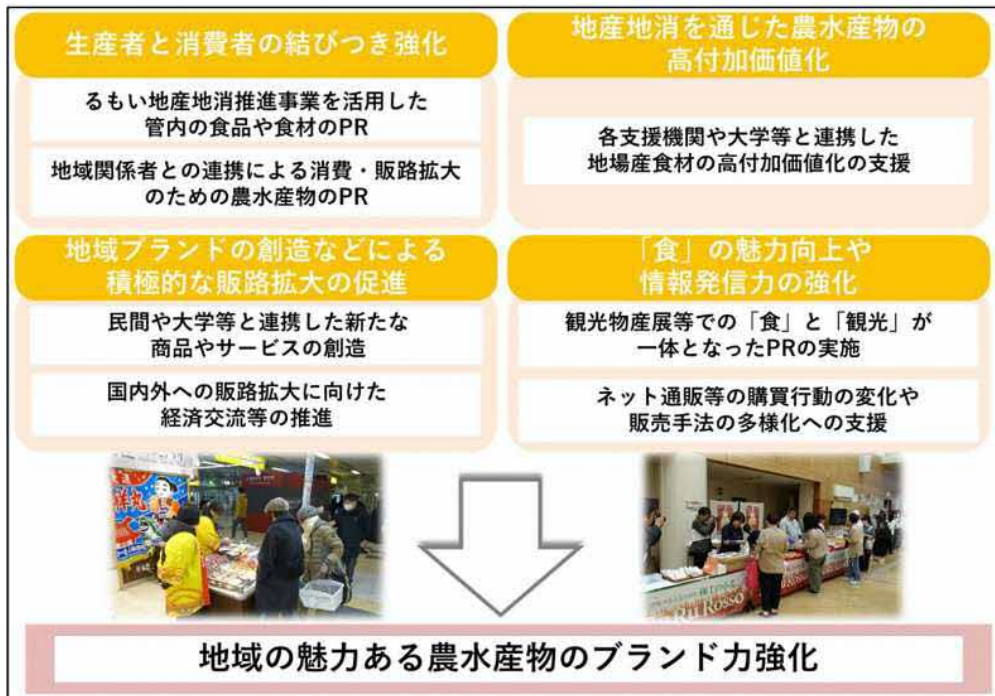 生産者と消費者の結びつき強化
るもい地産地消推進事業を活用した
管内の食品や食材のPR
地域関係者との連携による消費・販路拡大
のための農水産物のPR
地産地消を通じた農水産物の
高付加価値化
各支援機関や大学等と連携した
地場産食材の高付加価値化の支援
地域ブランドの創造などによる
積極的な販路拡大の促進
民間や大学等と連携した新たな
商品やサービスの創造
国内外への販路拡大に向けた
経済交流等の推進
「食」の魅力向上や
情報発信力の強化
観光物産展等での「食」と「観光」が
一体となったPRの実施
ネット通販等の購買行動の変化や
販売手法の多様化への支援
RuRosso
地域の魅力ある農水産物のブランド力強化